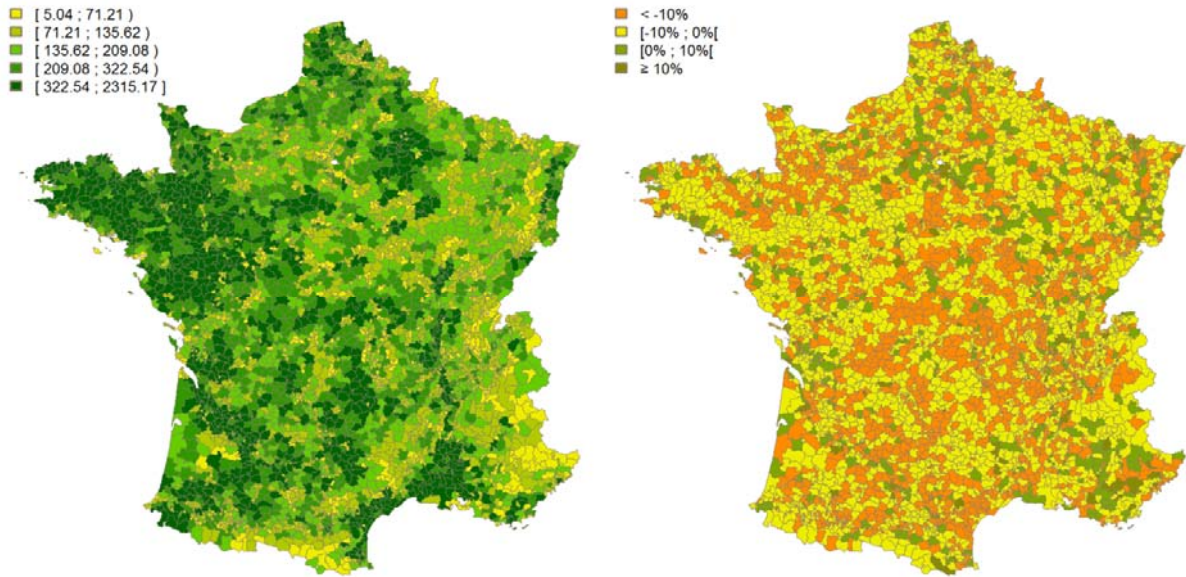 [ 5.04 ; 71.21 )
[ 71.21 ; 135.62 )
[ 135.62 ; 209.08 )
[ 209.08 ; 322.54 )
[ 322.54 ; 2315.17 ]
< -10%
[-10% ; 0%[
[0% ; 10%[
≥ 10%